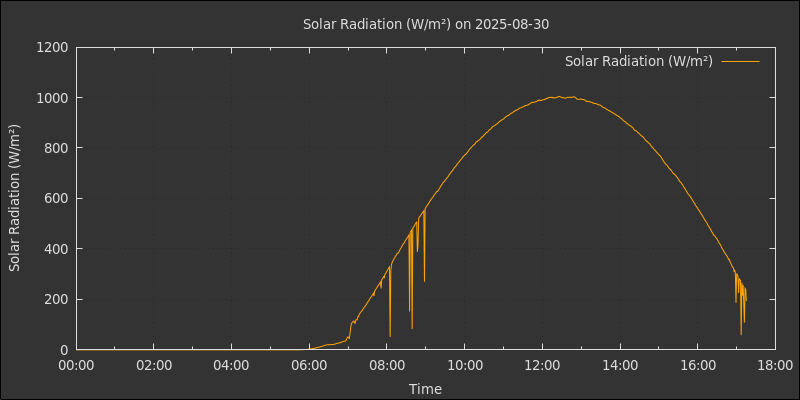 Solar Radiation (W/m²) on 2025-08-30
Solar Radiation (W/m²)
Solar Radiation (W/m²)
1200
1000
800
600
400
200
0
00:00 02:00 04:00 06:00 08:00 10:00 12:00 14:00 16:00 18:00
Time